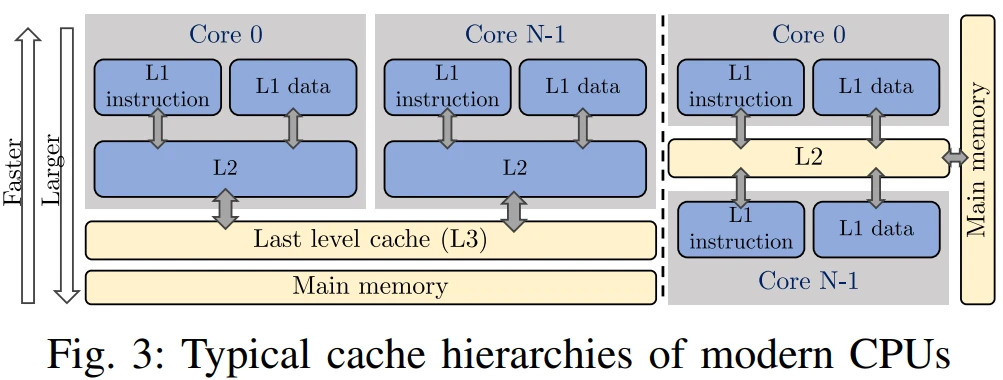 Faster
Larger
Core 0
L1
instruction
L1 data
L2
Core N-1
L1
instruction
L1 data
L2
Last level cache (L3)
Main memory
Core 0
L1
instruction
L1 data
L2
L1
instruction
L1 data
Core N-1
Main memory
Fig. 3: Typical cache hierarchies of modern CPUs